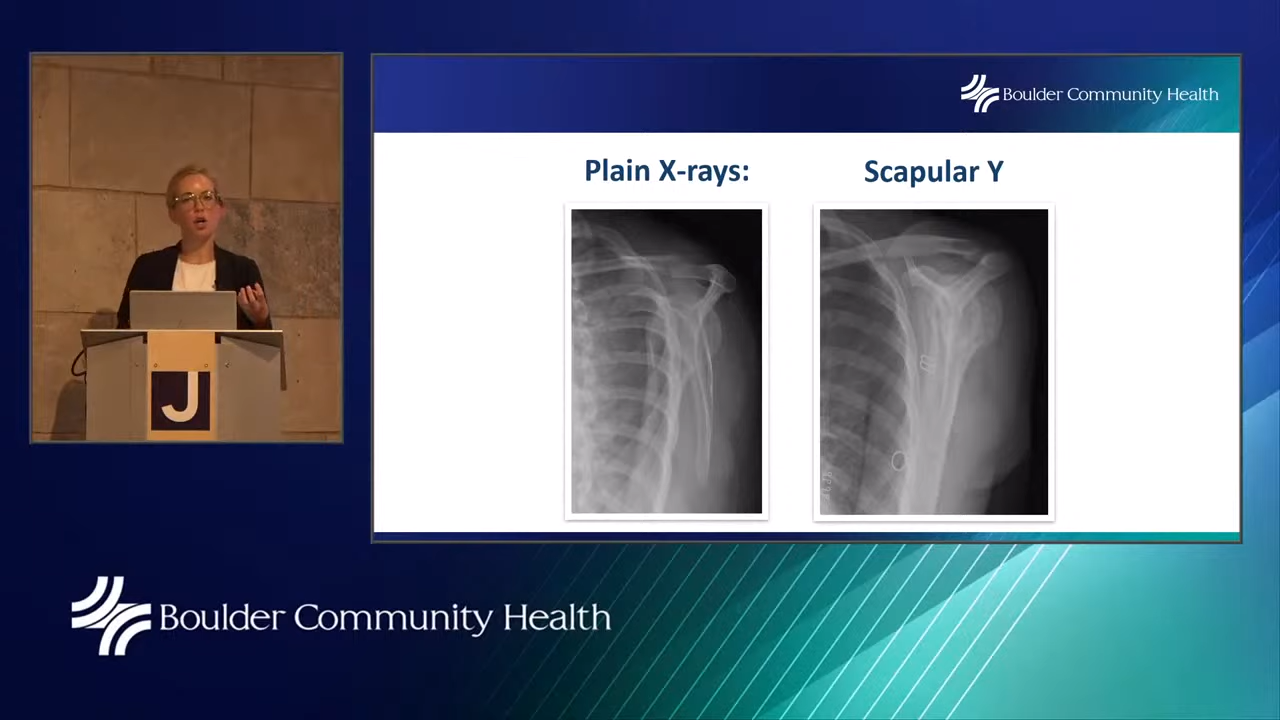 Boulder Community Health
Plain X-rays:
Scapular Y
J
Boulder Community Health